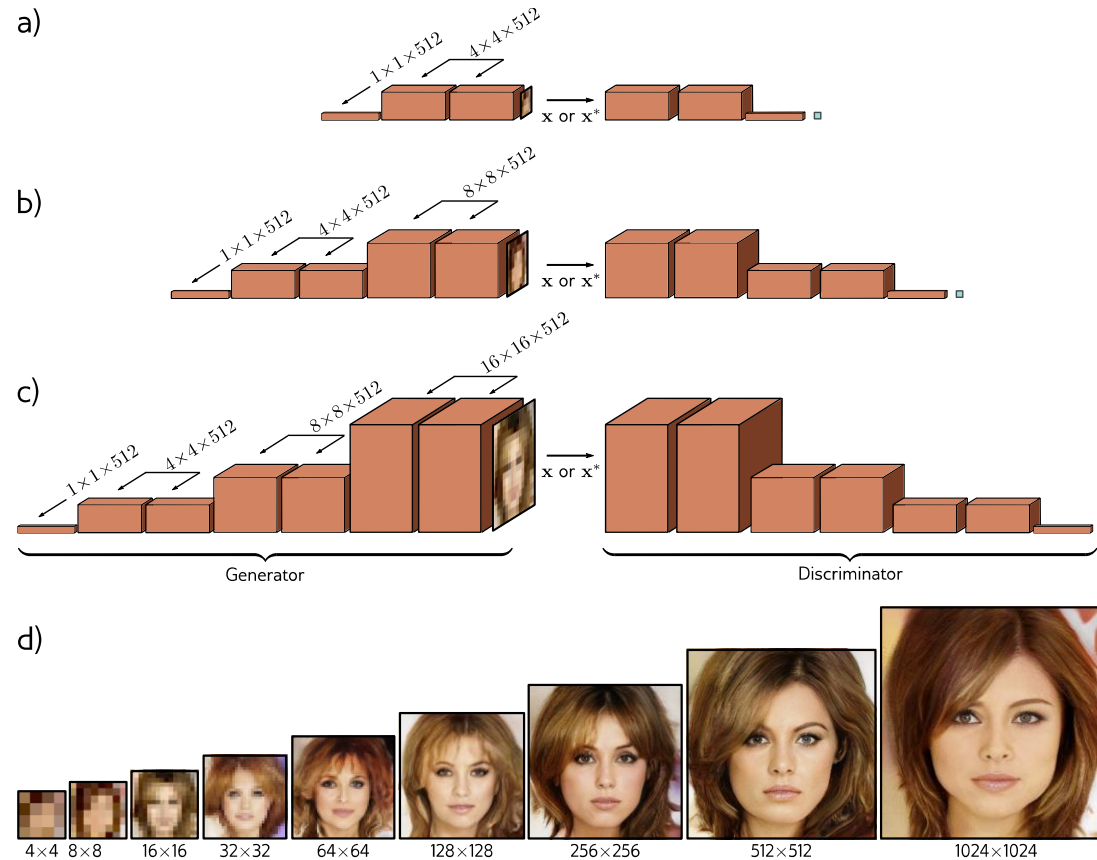 a)
1×1×512
4×4×512
x or x*
b)
1×1×512
4×4×512
8×8×512
x or x*
c)
1×1×512
4×4×512
8×8×512
16×16×512
x or x*
Generator
Discriminator
d)
4×4
8×8
16×16
32×32
64×64
128×128
256×256
512×512
1024×1024